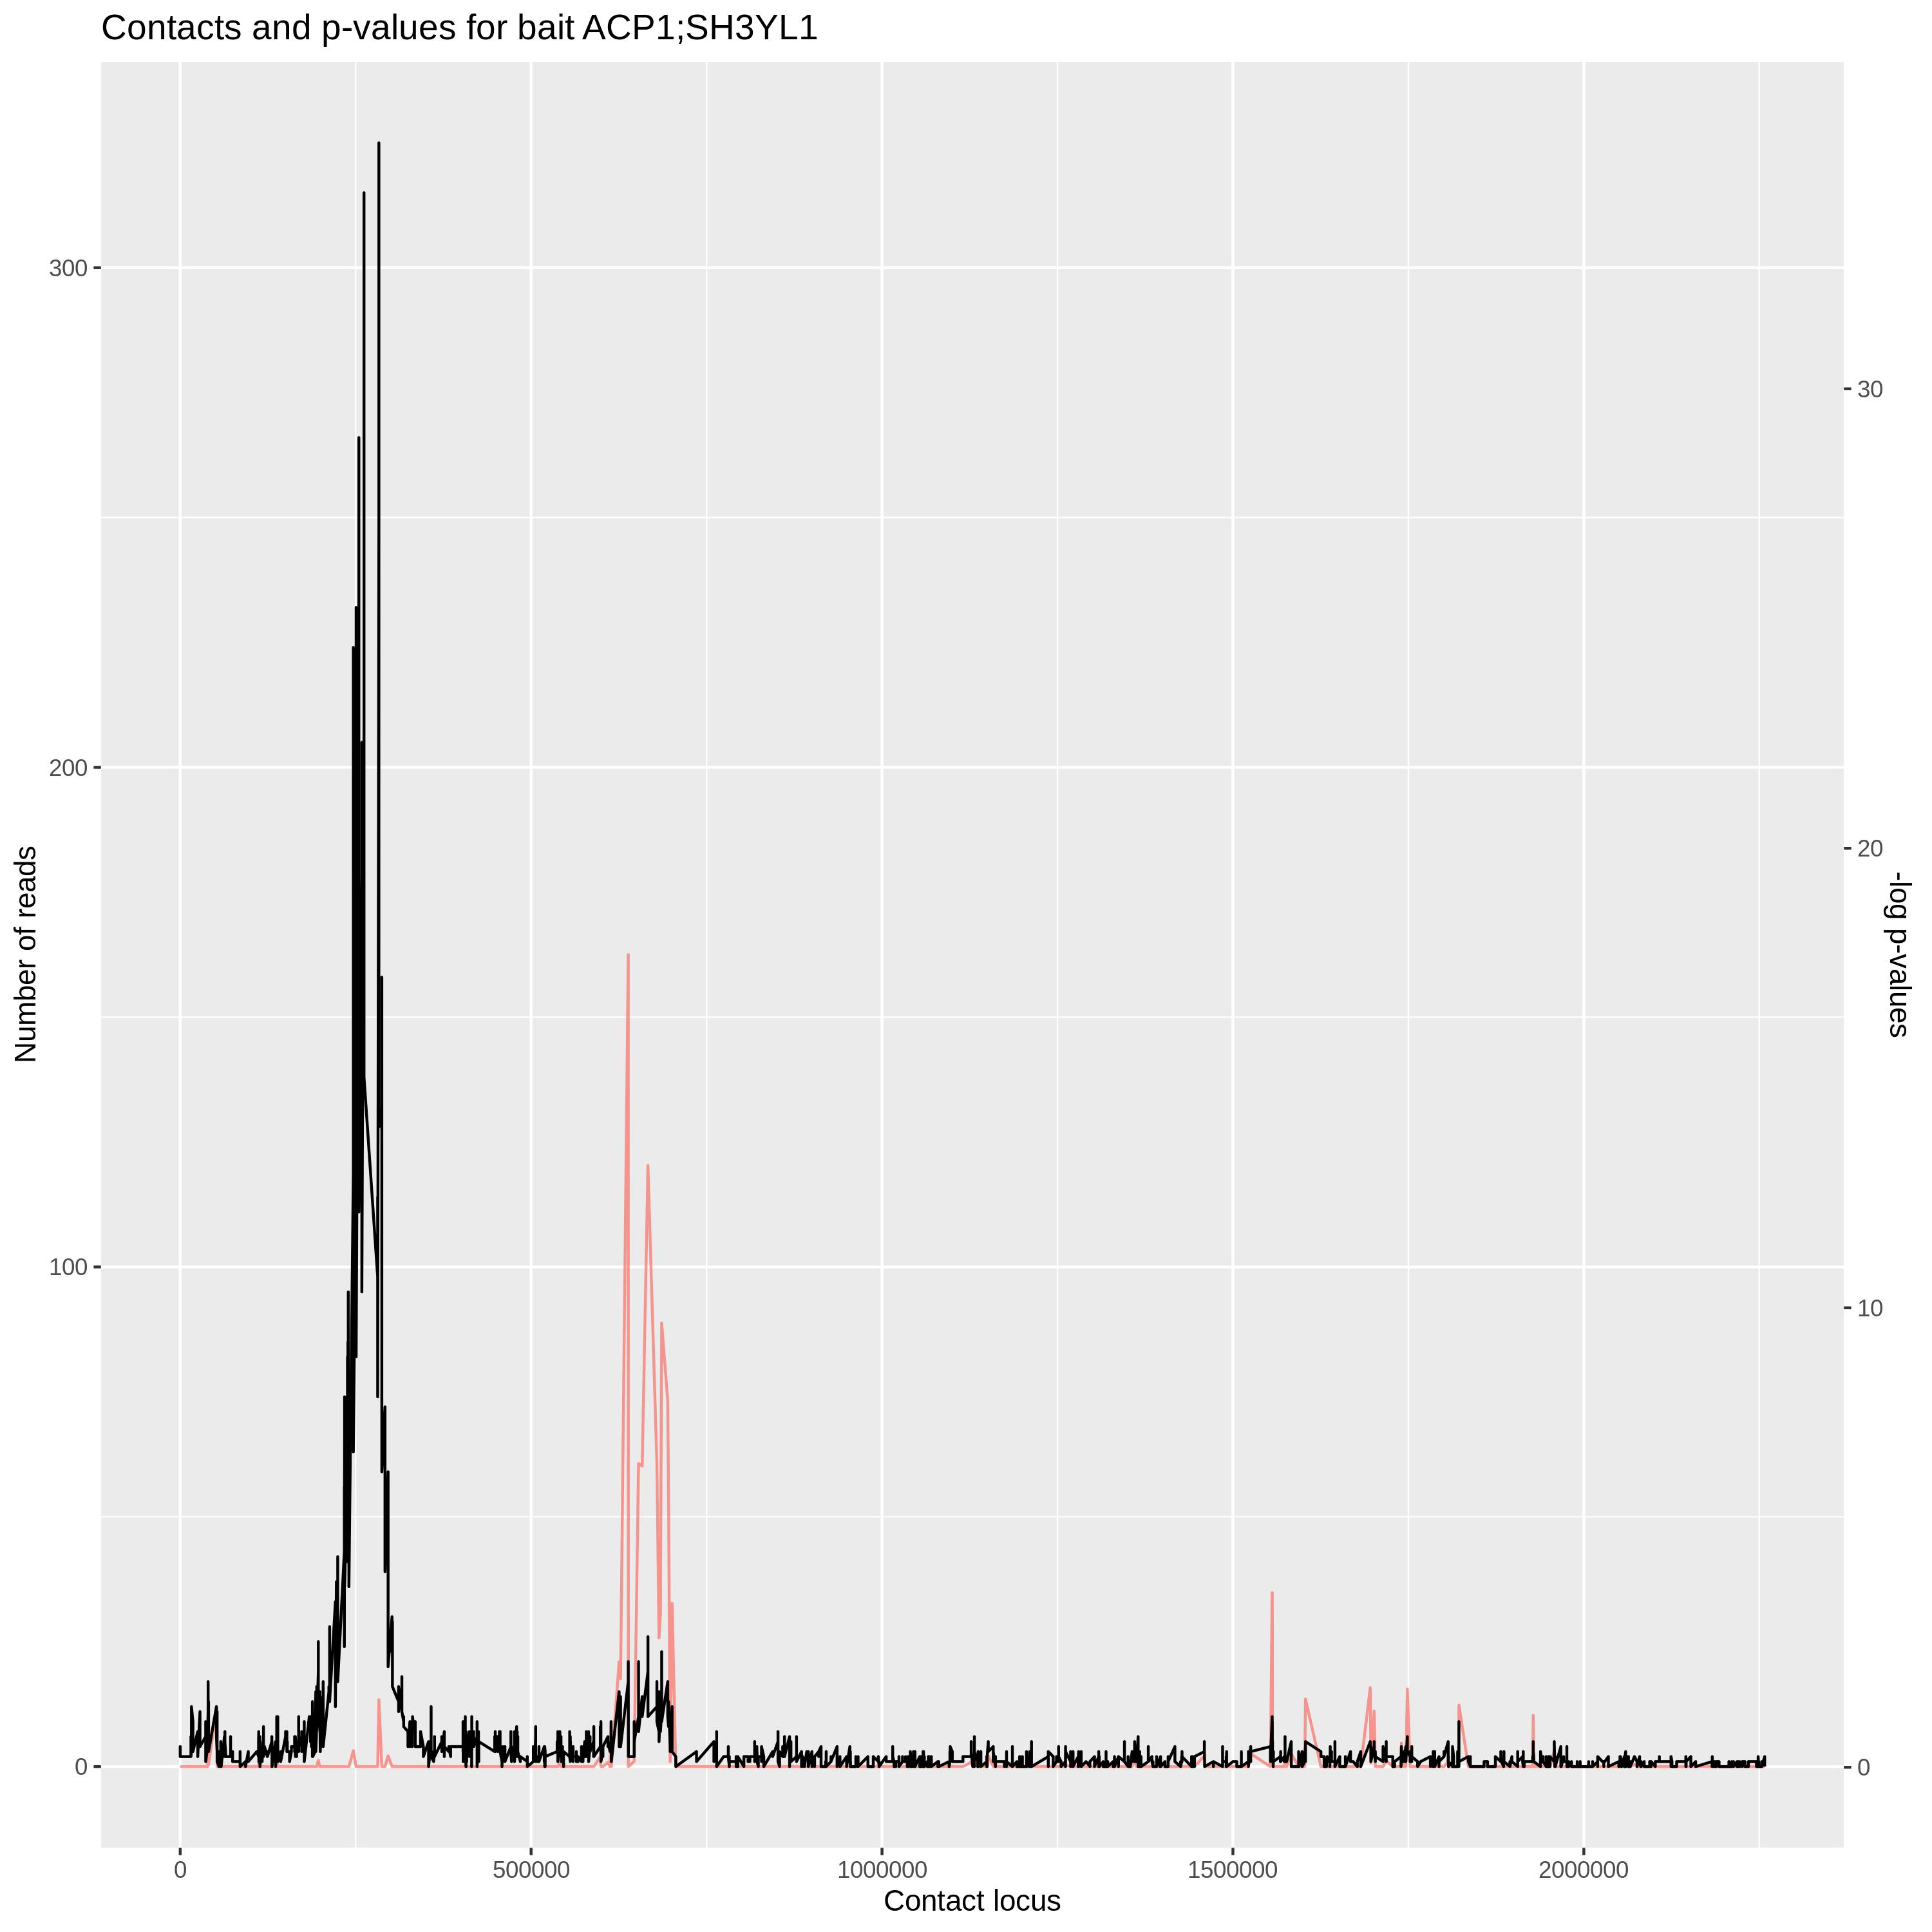 Contacts and p-values for bait ACP1;SH3YL1
300
200
100
0
Number of reads
30
20
10
0
-log p-values
0 500000 1000000 1500000 2000000
Contact locus